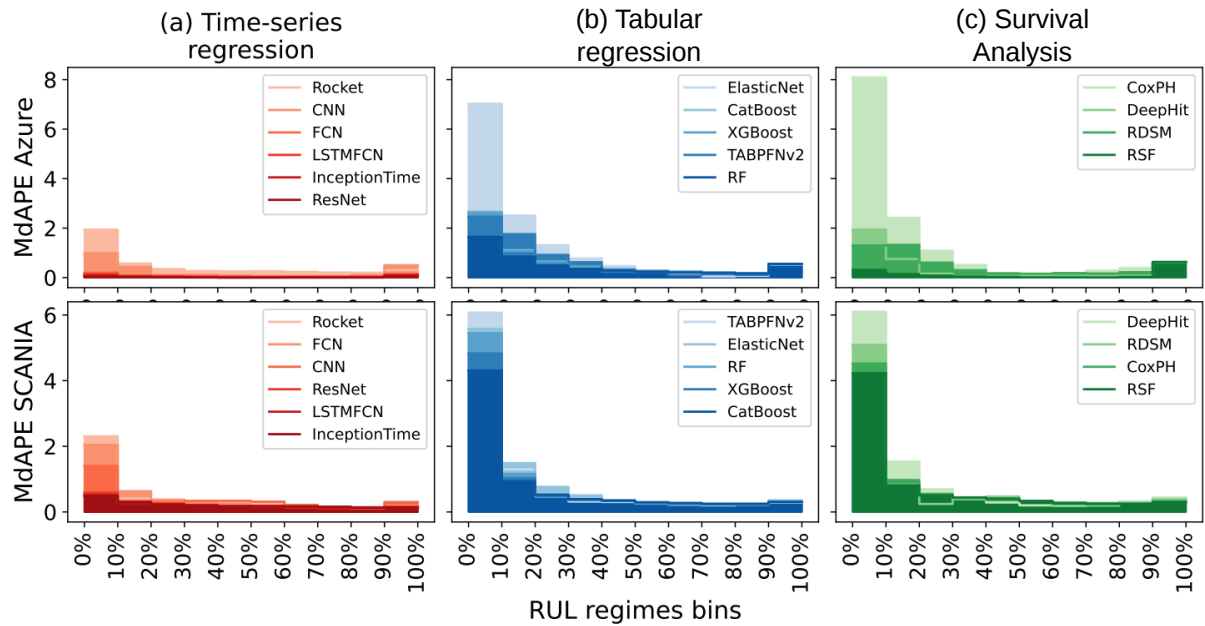 (a) Time-series
regression
(b) Tabular
regression
(c) Survival
Analysis
MdAPE Azure
8
6
4
2
0
Rocket
CNN
FCN
LSTMFCN
InceptionTime
ResNet
ElasticNet
CatBoost
XGBoost
TABPFNv2
RF
CoxPH
DeepHit
RDSM
RSF
MdAPE SCANIA
6
4
2
0
Rocket
FCN
CNN
ResNet
LSTMFCN
InceptionTime
TABPFNv2
ElasticNet
RF
XGBoost
CatBoost
DeepHit
RDSM
CoxPH
RSF
0% 10% 20% 30% 40% 50% 60% 70% 80% 90% 100%
0% 10% 20% 30% 40% 50% 60% 70% 80% 90% 100%
0% 10% 20% 30% 40% 50% 60% 70% 80% 90% 100%
RUL regimes bins